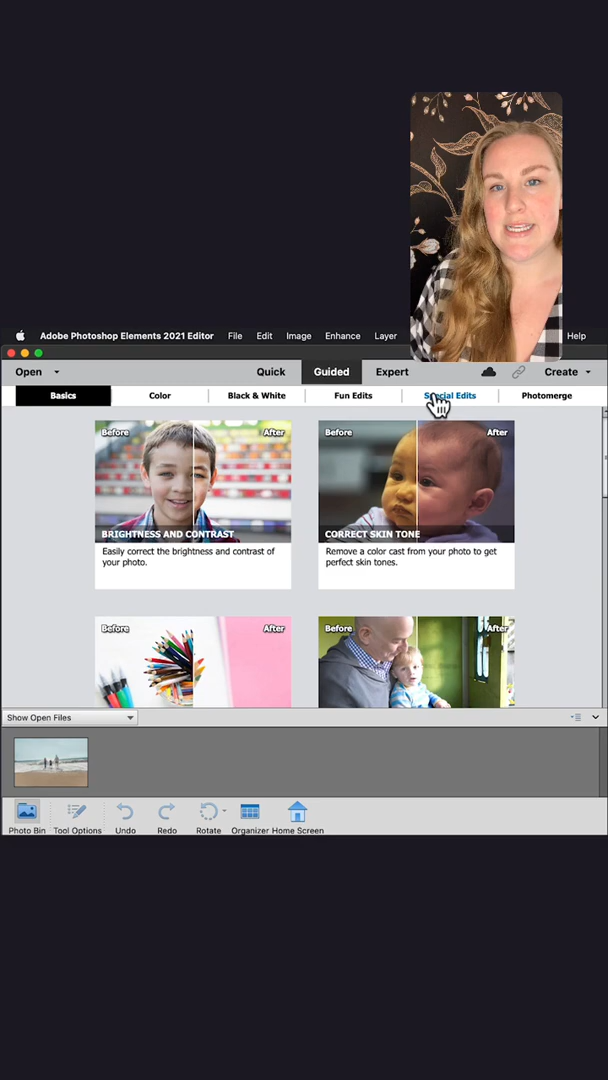 Adobe Photoshop Elements 2021 Editor File Edit Image Enhance Layer Help
Open Quick Guided Expert Create
Basics Color Black & White Fun Edits Special Edits Photomerge
Before After Before After
BRIGHTNESS AND CONTRAST CORRECT SKIN TONE
Easily correct the brightness and contrast of
your photo.
Remove a color cast from your photo to get
perfect skin tones.
Before After Before After
Show Open Files
Photo Bin Tool Options Undo Redo Rotate Organizer Home Screen